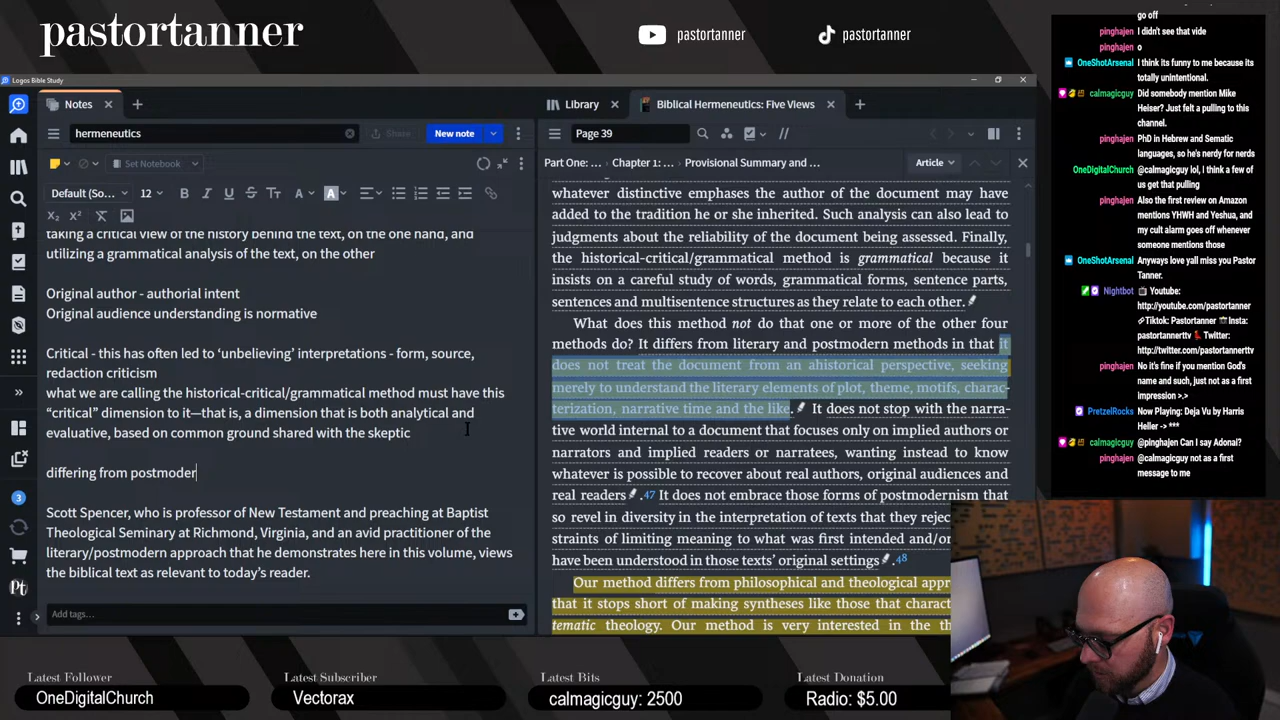 pastortanner
pastortanner
pastortanner
Logos Bible Study
Notes
hermeneutics
Share
New note
Set Notebook
Default (So...
12
B I U S Tт A A
X₂ X²
taking a critical view of the history behind the text, on the one hand, and
utilizing a grammatical analysis of the text, on the other
Original author - authorial intent
Original audience understanding is normative
Critical - this has often led to ‘unbelieving’ interpretations - form, source,
redaction criticism
what we are calling the historical-critical/grammatical method must have this
“critical” dimension to it—that is, a dimension that is both analytical and
evaluative, based on common ground shared with the skeptic
differing from postmoder
Scott Spencer, who is professor of New Testament and preaching at Baptist
Theological Seminary at Richmond, Virginia, and an avid practitioner of the
literary/postmodern approach that he demonstrates here in this volume, views
the biblical text as relevant to today’s reader.
Add tags...
3
Pt
Library
Biblical Hermeneutics: Five Views
Page 39
Part One: ... Chapter 1: ... Provisional Summary and ...
Article
whatever distinctive emphases the author of the document may have
added to the tradition he or she inherited. Such analysis can also lead to
judgments about the reliability of the document being assessed. Finally,
the historical-critical/grammatical method is grammatical because it
insists on a careful study of words, grammatical forms, sentence parts,
sentences and multisentence structures as they relate to each other.
What does this method not do that one or more of the other four
methods do? It differs from literary and postmodern methods in that it
does not treat the document from an ahistorical perspective, seeking
merely to understand the literary elements of plot, theme, motifs, charac-
terization, narrative time and the like. It does not stop with the narra-
tive world internal to a document that focuses only on implied authors or
narrators and implied readers or narratees, wanting instead to know
whatever is possible to recover about real authors, original audiences and
real readers.47 It does not embrace those forms of postmodernism that
so revel in diversity in the interpretation of texts that they rejec
straints of limiting meaning to what was first intended and/or
have been understood in those texts’ original settings.48
Our method differs from philosophical and theological appr
that it stops short of making syntheses like those that charact
tematic theology. Our method is very interested in the th
go off
pinghajen I didn't see that vide
pinghajen o
OneShotArsenal I think its funny to me because its
totally unintentional.
calmagicguy Did somebody mention Mike
Heiser? Just felt a pulling to this
channel.
pinghajen PhD in Hebrew and Sematic
languages, so he's nerdy for nerds
OneDigitalChurch @calmagicguy lol, I think a few of
us get that pulling
pinghajen Also the first review on Amazon
mentions YHWH and Yeshua, and
my cult alarm goes off whenever
someone mentions those
OneShotArsenal Anyways love yall miss you Pastor
Tanner.
Nightbot Youtube:
http://youtube.com/pastortanner
Tiktok: Pastortanner Insta:
pastortannertv Twitter:
http://twitter.com/pastortannerttv
pinghajen No it's fine if you mention God's
name and such, just not as a first
impression >.>
PretzelRocks Now Playing: Deja Vu by Harris
Heller -> ***
calmagicguy @pinghajen Can I say Adonai?
pinghajen @calmagicguy not as a first
message to me
Latest Follower
OneDigitalChurch
Latest Subscriber
Vectorax
Latest Bits
calmagicguy: 2500
Latest Donation
Radio: $5.00